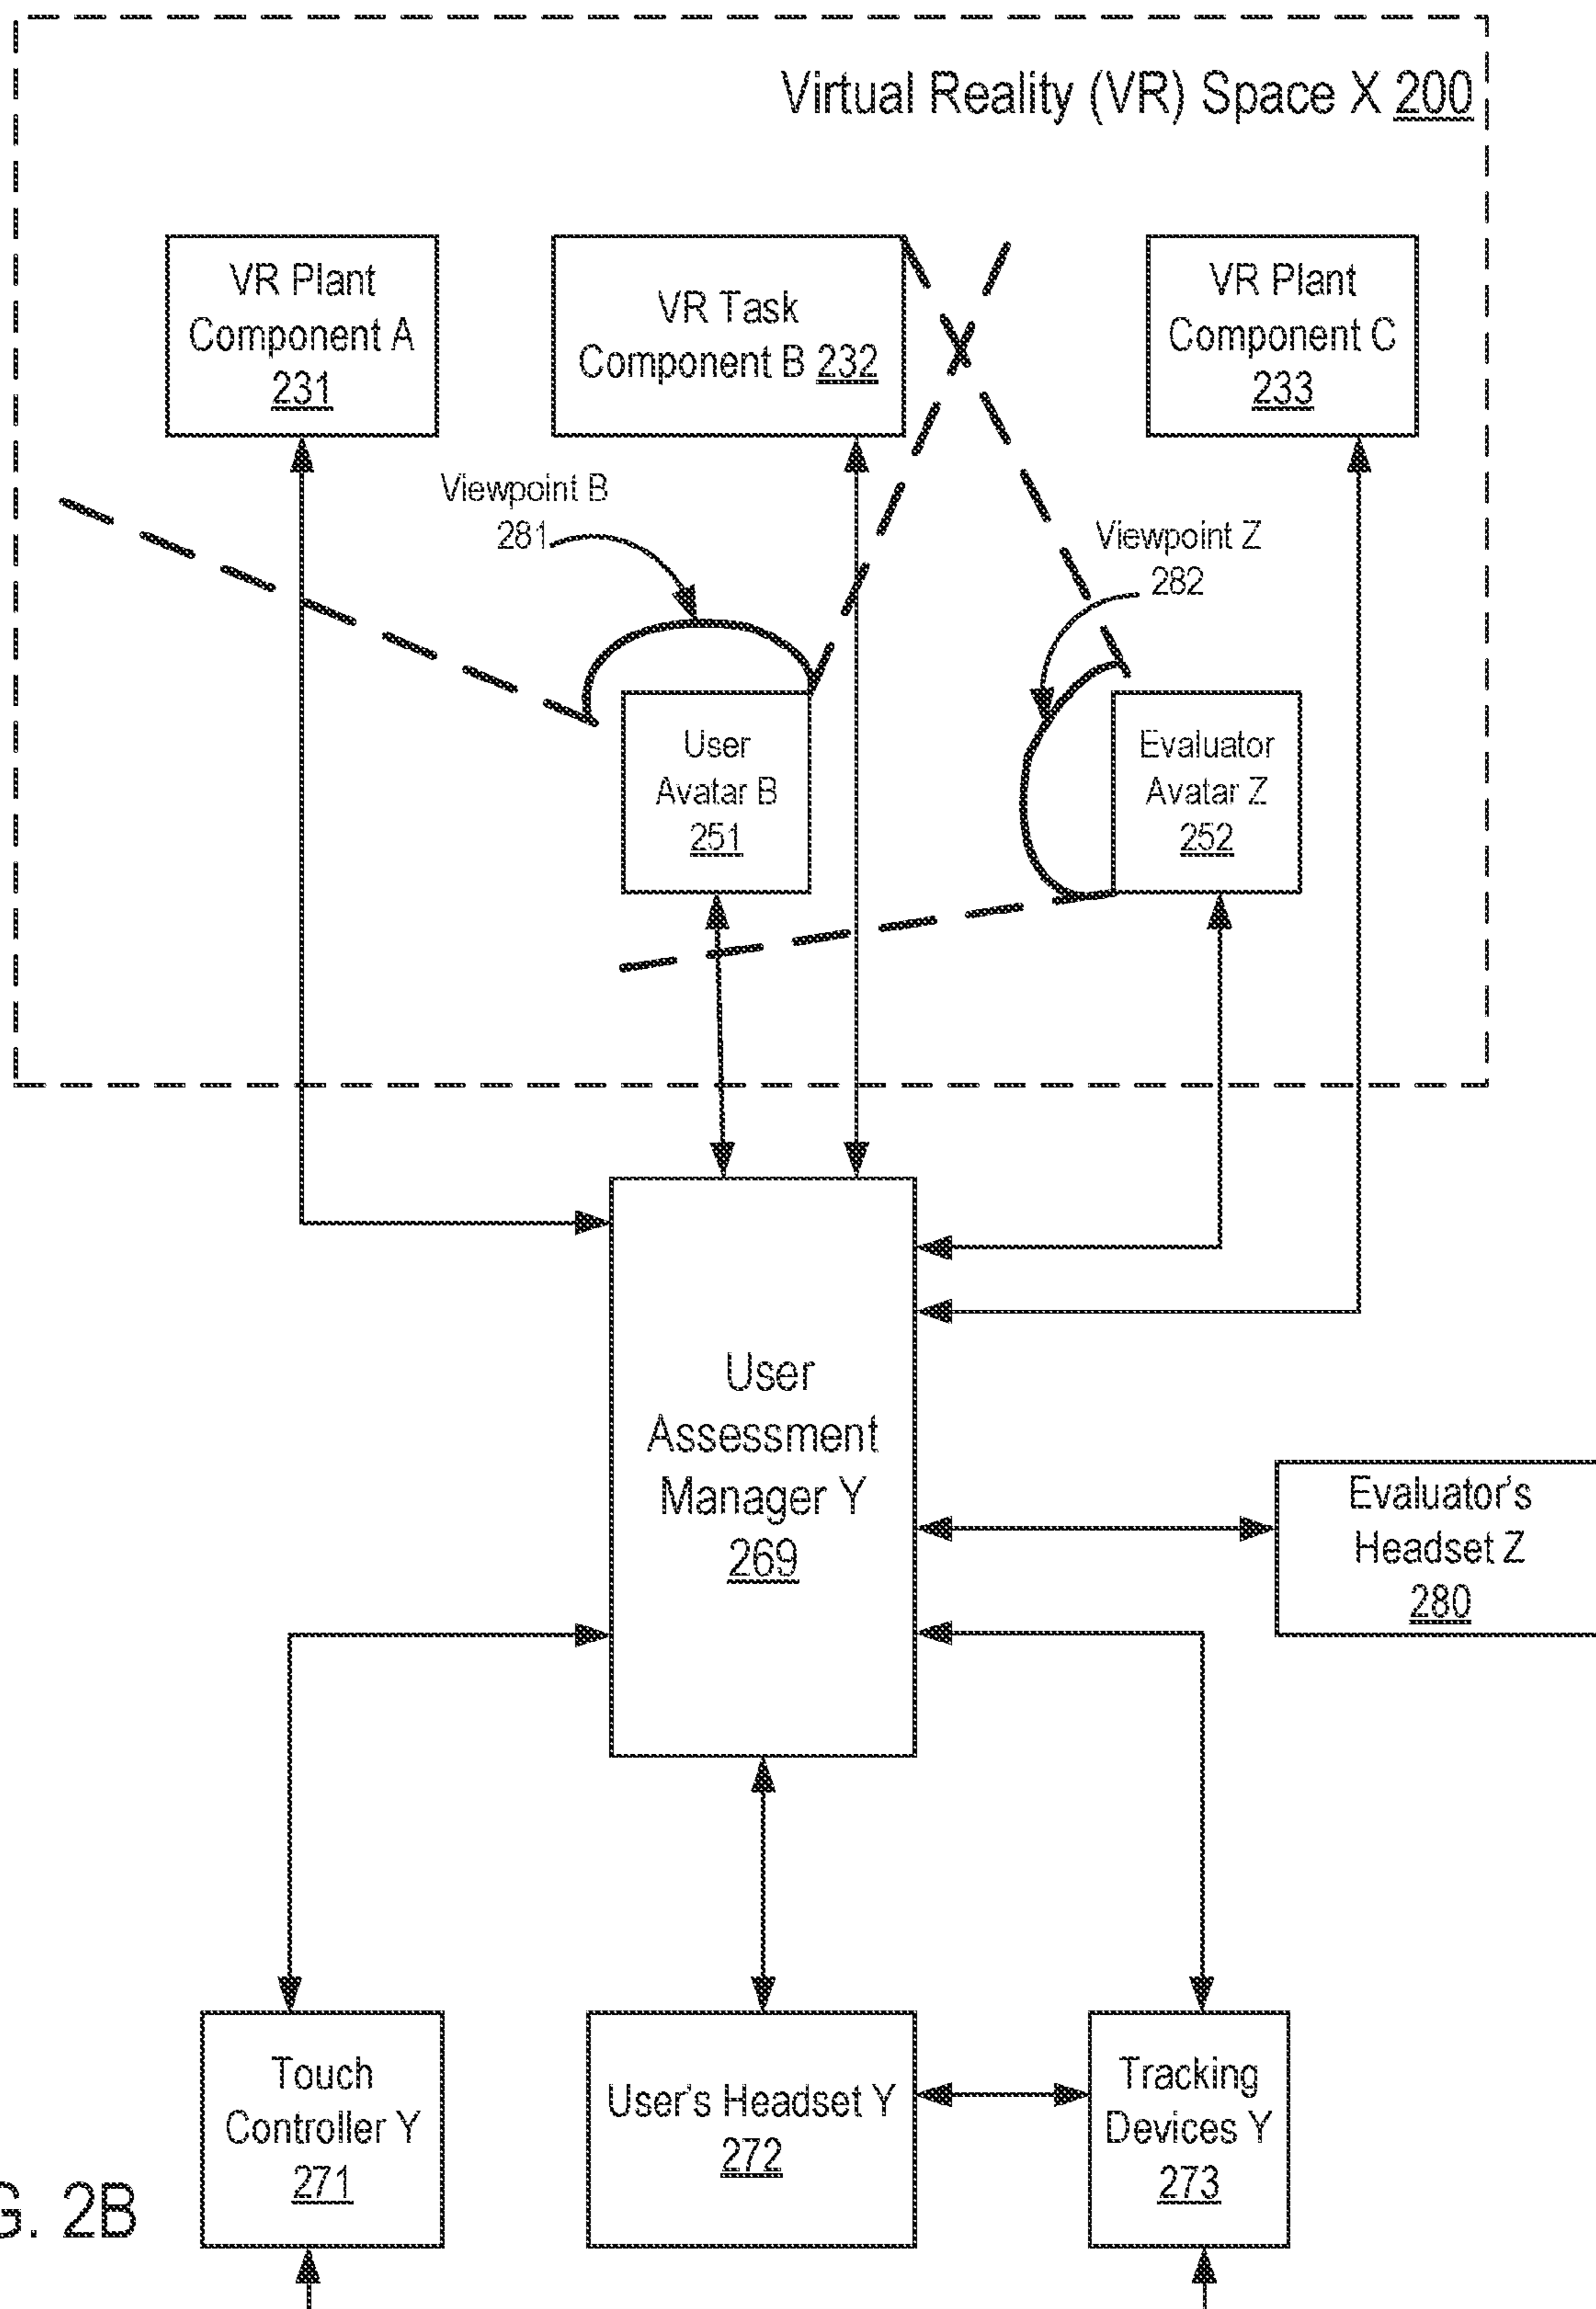 Virtual Reality (VR) Space X 200
VR Plant
Component A
231
VR Task
Component B 232
VR Plant
Component C
233
Viewpoint B
281
Viewpoint Z
282
User
Avatar B
251
Evaluator
Avatar Z
252
User
Assessment
Manager Y
269
Evaluator's
Headset Z
280
Touch
Controller Y
271
User's Headset Y
272
Tracking
Devices Y
273
G. 2B